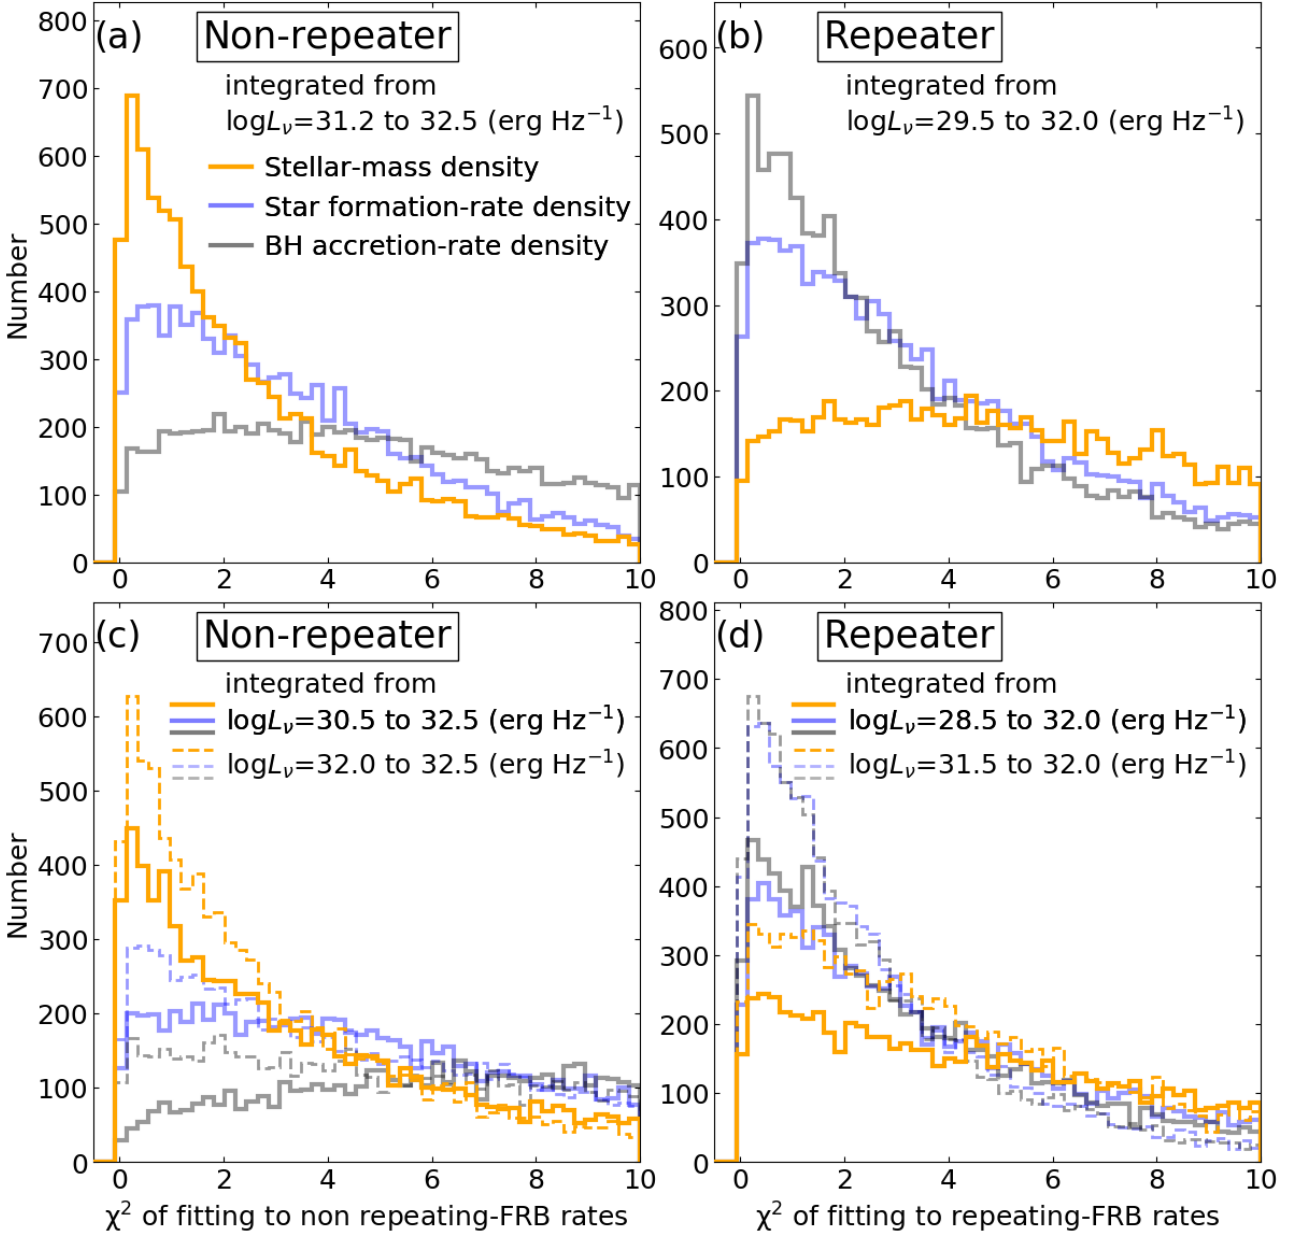 (a) Non-repeater
integrated from
logLν=31.2 to 32.5 (erg Hz⁻¹)
Stellar-mass density
Star formation-rate density
BH accretion-rate density
Number
800
700
600
500
400
300
200
100
0
0 2 4 6 8 10
(b) Repeater
integrated from
logLν=29.5 to 32.0 (erg Hz⁻¹)
600
500
400
300
200
100
0
0 2 4 6 8 10
(c) Non-repeater
integrated from
logLν=30.5 to 32.5 (erg Hz⁻¹)
logLν=32.0 to 32.5 (erg Hz⁻¹)
Number
700
600
500
400
300
200
100
0
0 2 4 6 8 10
χ² of fitting to non repeating-FRB rates
(d) Repeater
integrated from
logLν=28.5 to 32.0 (erg Hz⁻¹)
logLν=31.5 to 32.0 (erg Hz⁻¹)
800
700
600
500
400
300
200
100
0
0 2 4 6 8 10
χ² of fitting to repeating-FRB rates